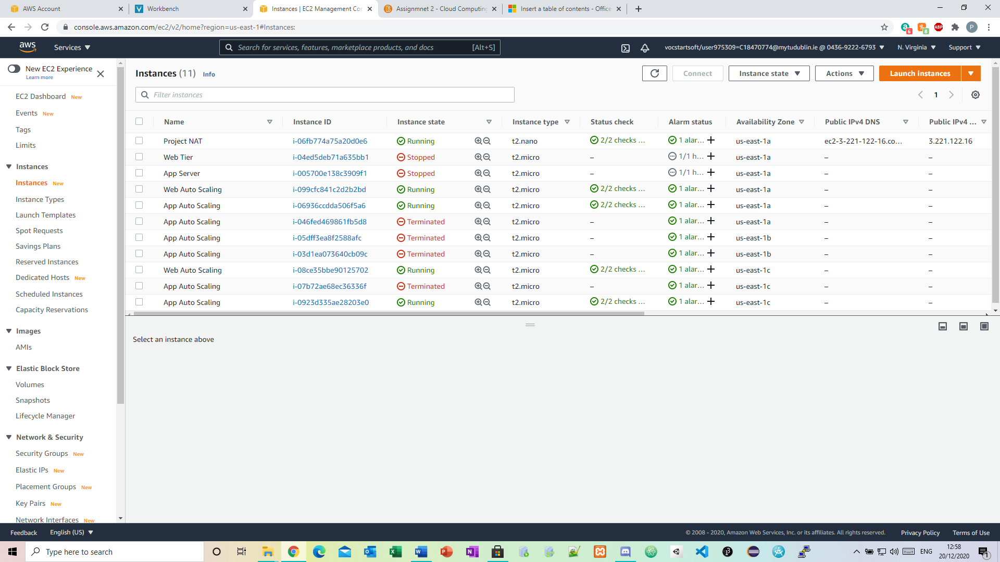 AWS Account
Workbench
Instances | EC2 Management Con
Assignmnet 2 - Cloud Computing
Insert a table of contents - Office
console.aws.amazon.com/ec2/v2/home?region=us-east-1#Instances:
6
8
ABP
P
aws
Services
Search for services, features, marketplace products, and docs
[Alt+S]
vocstartsoft/user975309=C18470774@mytudublin.ie @ 0436-9222-6793
N. Virginia
Support
New EC2 Experience
Learn more
EC2 Dashboard New
Events New
Tags
Limits
Instances
Instances New
Instance Types
Launch Templates
Spot Requests
Savings Plans
Reserved Instances
Dedicated Hosts New
Scheduled Instances
Capacity Reservations
Images
AMIs
Elastic Block Store
Volumes
Snapshots
Lifecycle Manager
Network & Security
Security Groups New
Elastic IPs New
Placement Groups New
Key Pairs New
Network Interfaces New
Instances (11) Info
Connect
Instance state
Actions
Launch instances
Filter instances
1
Name Instance ID Instance state Instance type Status check Alarm status Availability Zone Public IPv4 DNS Public IPv4 ...
Project NAT i-06fb774a75a20d0e6 Running t2.nano 2/2 checks ... 1 alar... + us-east-1a ec2-3-221-122-16.co... 3.221.122.16
Web Tier i-04ed5deb71a635bb1 Stopped t2.micro – 1/1 h... + us-east-1a – –
App Server i-005700e138c3909f1 Stopped t2.micro – 1/1 h... + us-east-1a – –
Web Auto Scaling i-099cfc841c2d2b2bd Running t2.micro 2/2 checks ... 1 alar... + us-east-1a – –
App Auto Scaling i-06936ccdda506f5a6 Running t2.micro 2/2 checks ... 1 alar... + us-east-1a – –
App Auto Scaling i-046fed469861fb5d8 Terminated t2.micro – 1 alar... + us-east-1a – –
App Auto Scaling i-05dff3ea8f2588afc Terminated t2.micro – 1 alar... + us-east-1b – –
App Auto Scaling i-03d1ea073640cb09c Terminated t2.micro – 1 alar... + us-east-1b – –
Web Auto Scaling i-08ce35bbe90125702 Running t2.micro 2/2 checks ... 1 alar... + us-east-1c – –
App Auto Scaling i-07b72ae68ec36336f Terminated t2.micro – 1 alar... + us-east-1c – –
App Auto Scaling i-0923d335ae28203e0 Running t2.micro 2/2 checks ... 1 alar... + us-east-1c – –
Select an instance above
Feedback
English (US)
© 2008 - 2020, Amazon Web Services, Inc. or its affiliates. All rights reserved.
Privacy Policy
Terms of Use
Type here to search
ENG
12:58
20/12/2020
1